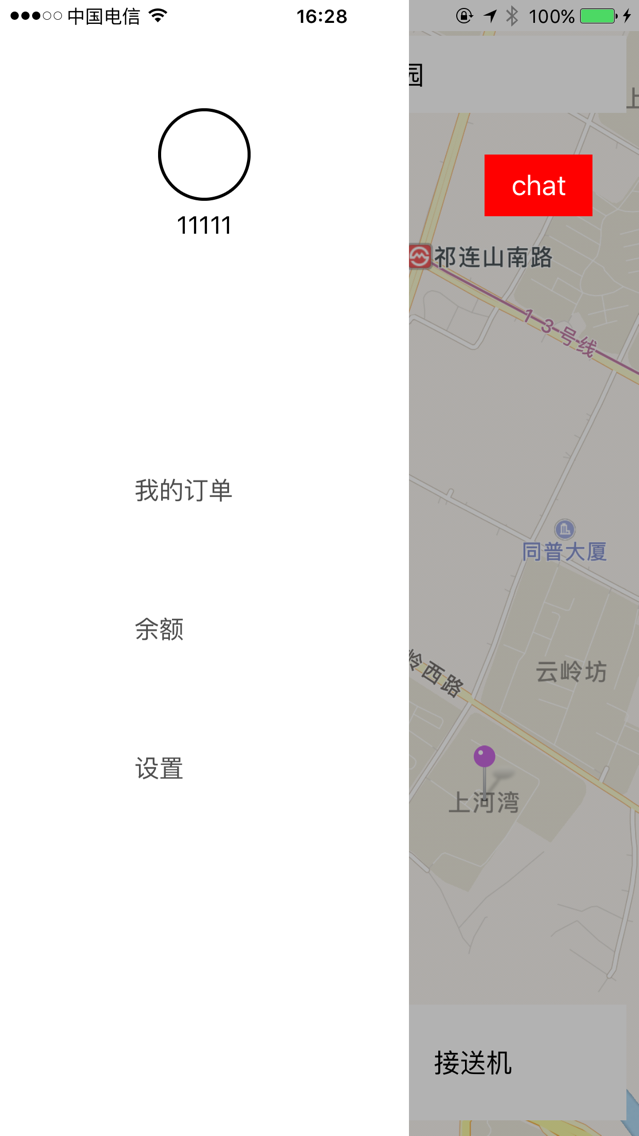 中国电信 16:28 100%
园
上
chat
11111
祁连山南路
13号线
我的订单
同普大厦
余额
岭西路
云岭坊
设置
上河湾
接送机